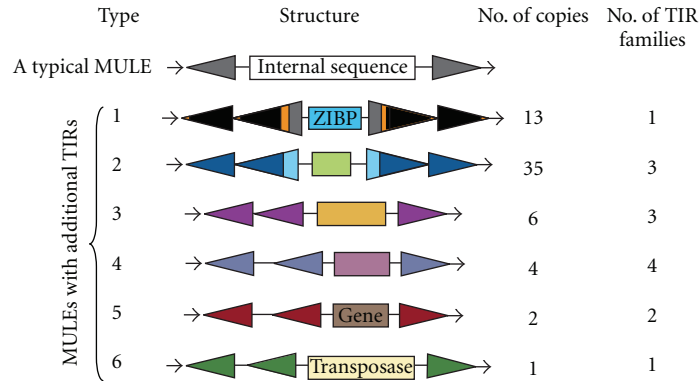 Type Structure No. of copies No. of TIR families
A typical MULE Internal sequence
MULEs with additional TIRs
1 ZIBP 13 1
2 35 3
3 6 3
4 4 4
5 Gene 2 2
6 Transposase 1 1